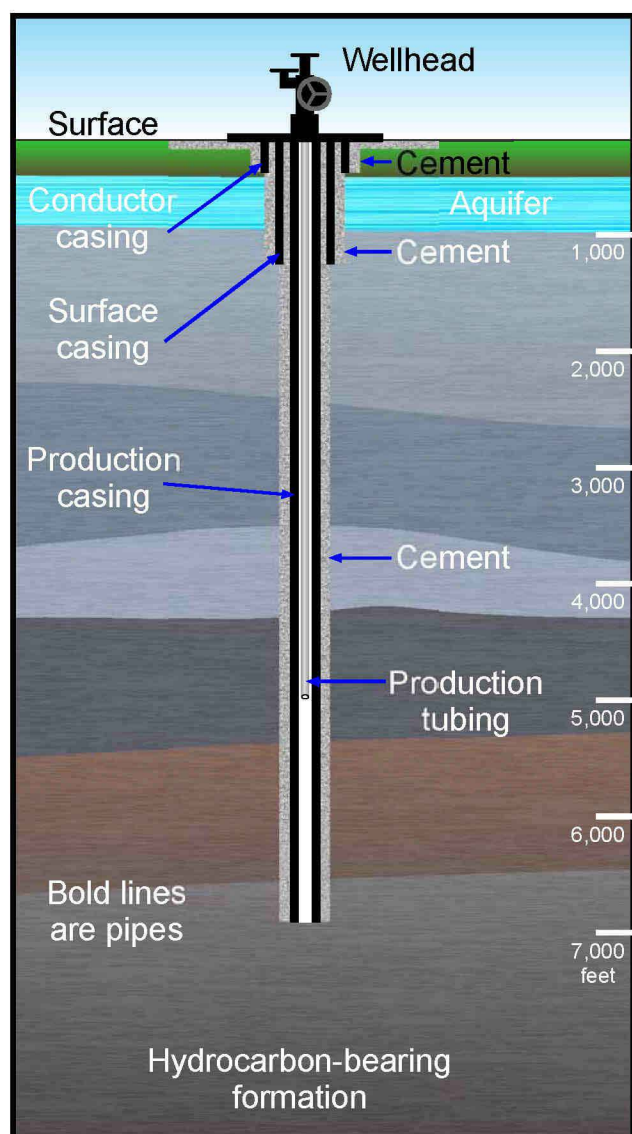 Wellhead
Surface
Cement
Conductor
casing
Aquifer
1,000
Cement
Surface
casing
2,000
Production
casing
3,000
Cement
4,000
Production
tubing
5,000
6,000
Bold lines
are pipes
7,000
feet
Hydrocarbon-bearing
formation